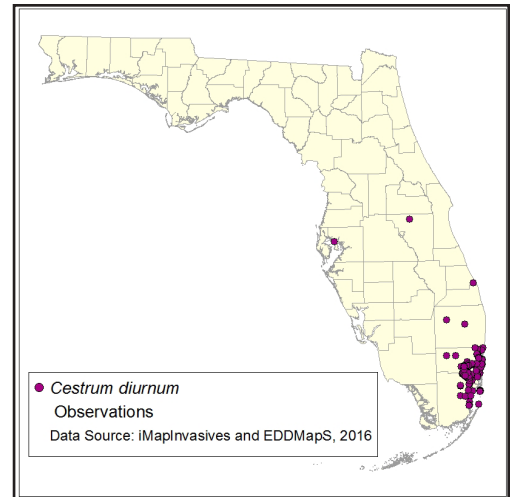 Cestrum diurnum
Observations
Data Source: iMapInvasives and EDDMapS, 2016